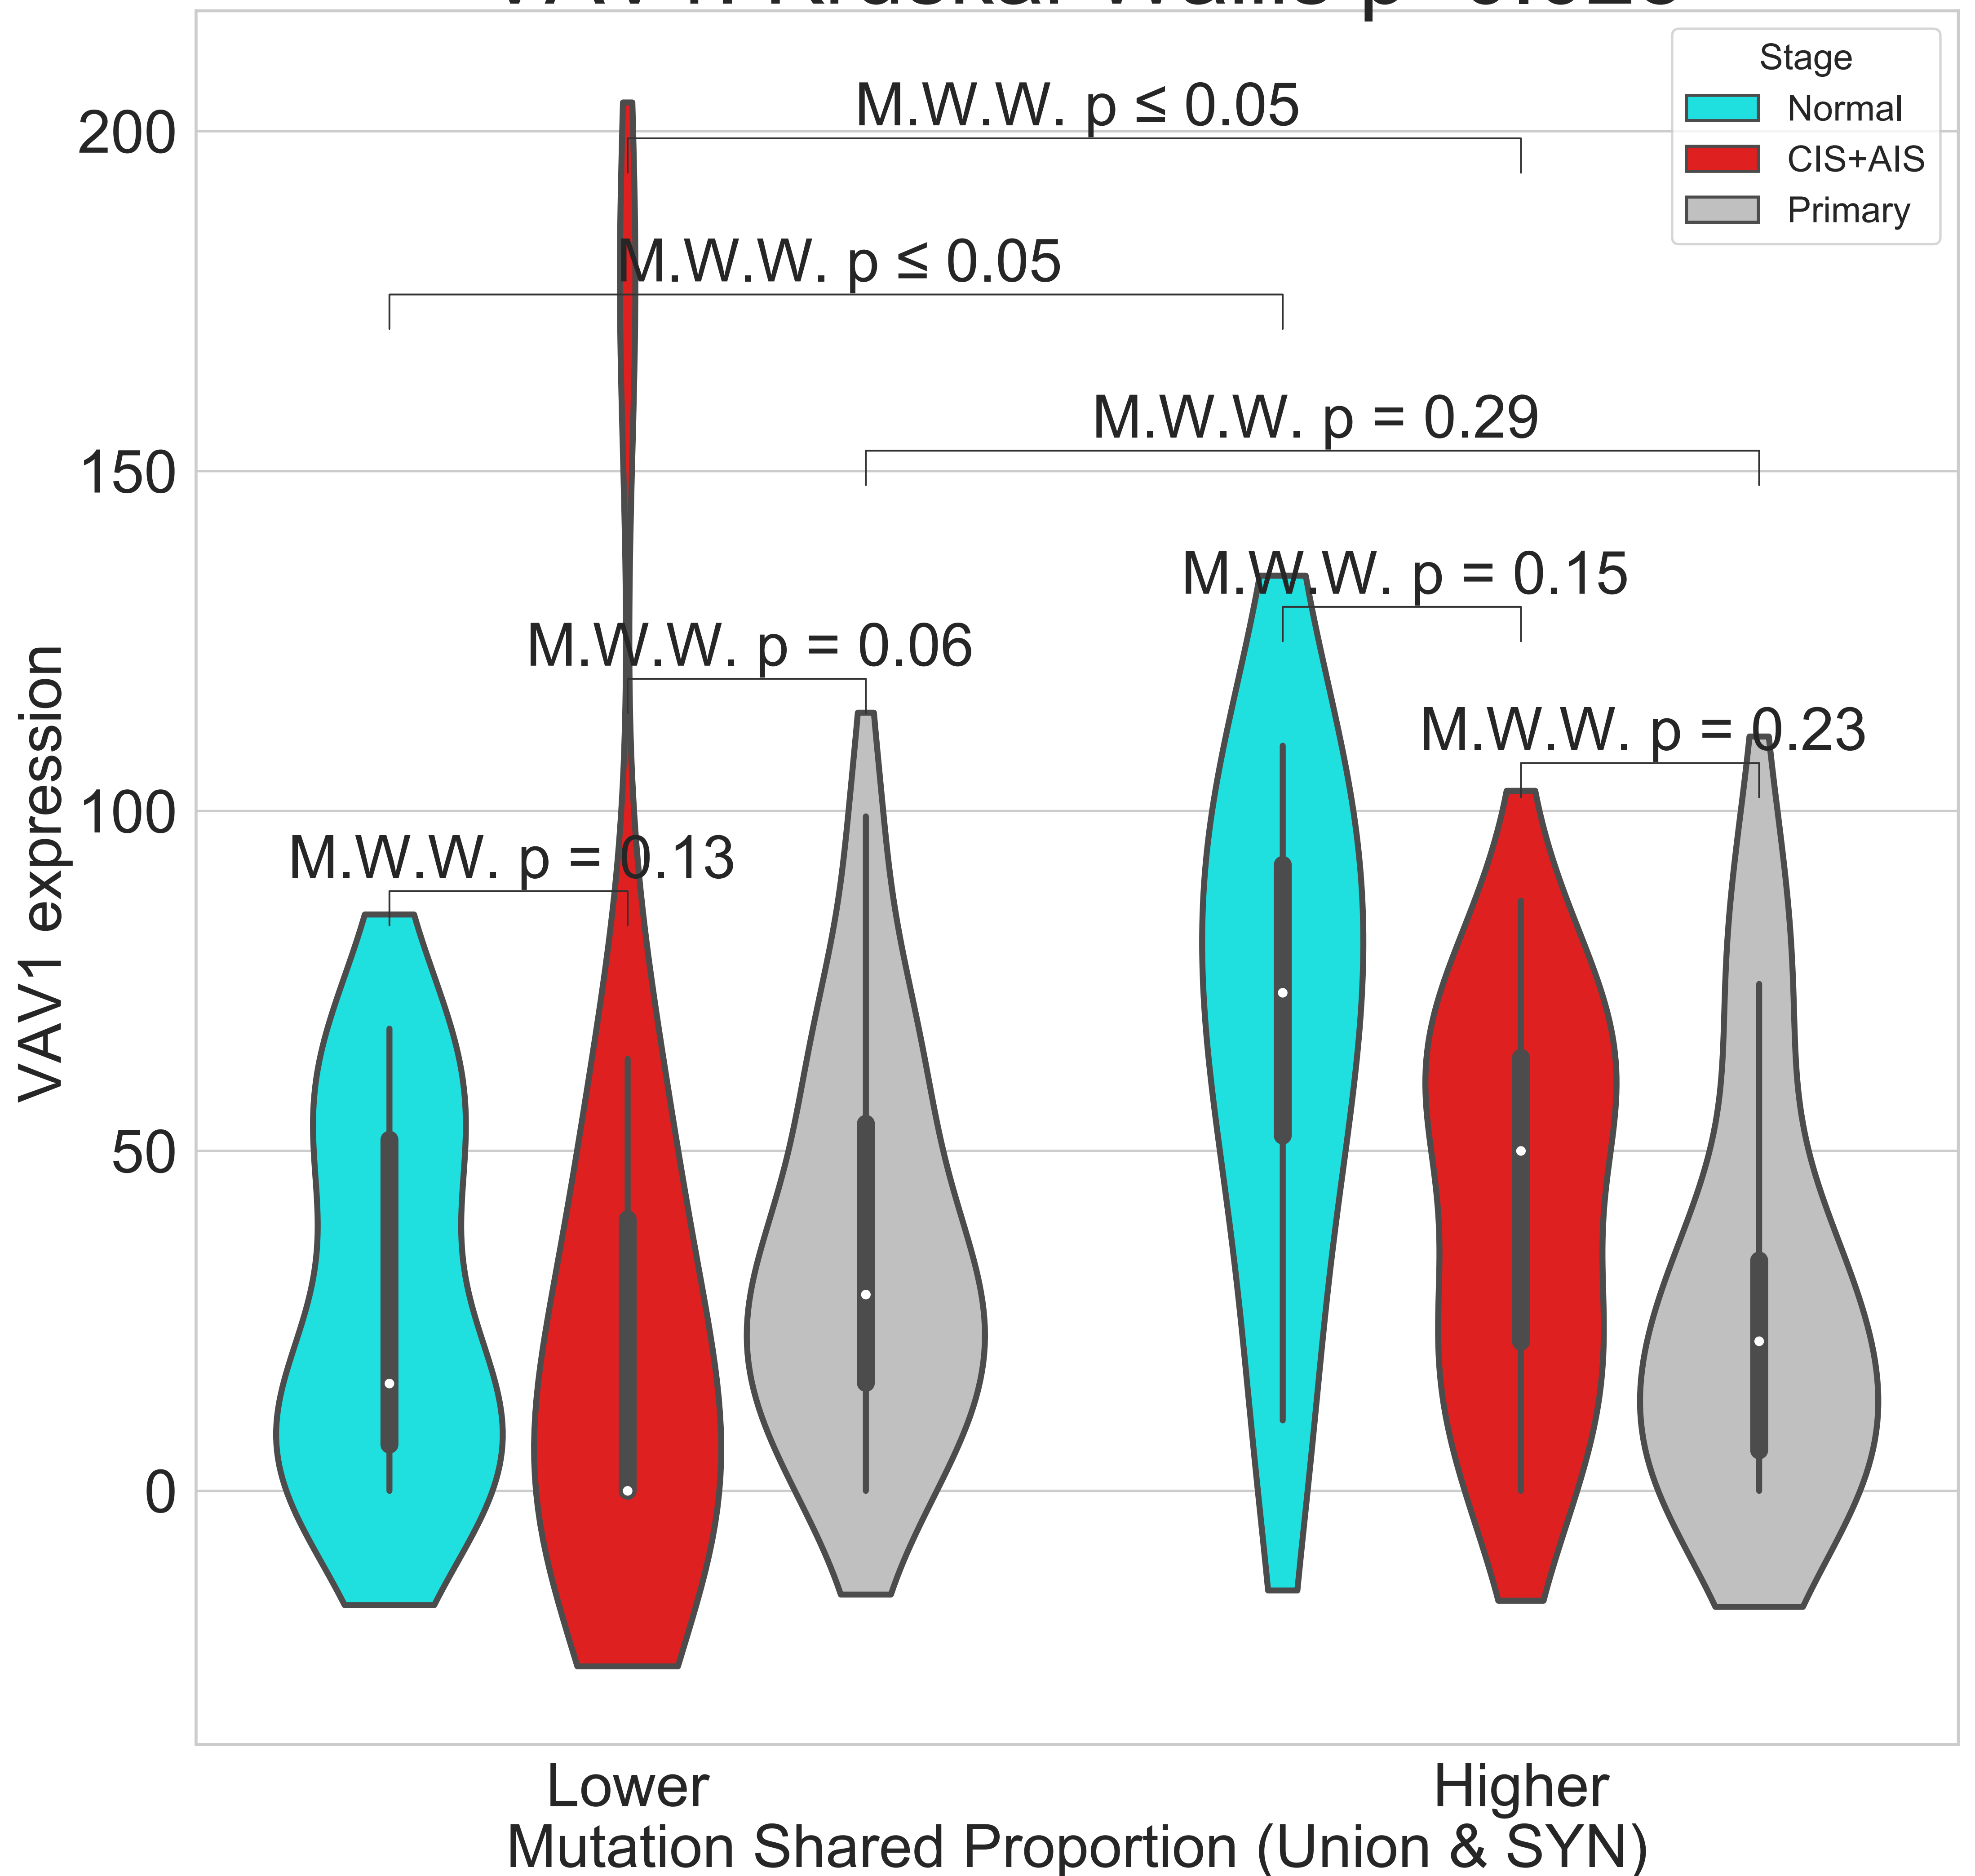 Stage
Normal
CIS+AIS
Primary
M.W.W. p ≤ 0.05
M.W.W. p ≤ 0.05
M.W.W. p = 0.29
M.W.W. p = 0.15
M.W.W. p = 0.06
M.W.W. p = 0.23
M.W.W. p = 0.13
200
150
100
50
0
VAV1 expression
Lower
Higher
Mutation Shared Proportion (Union & SYN)